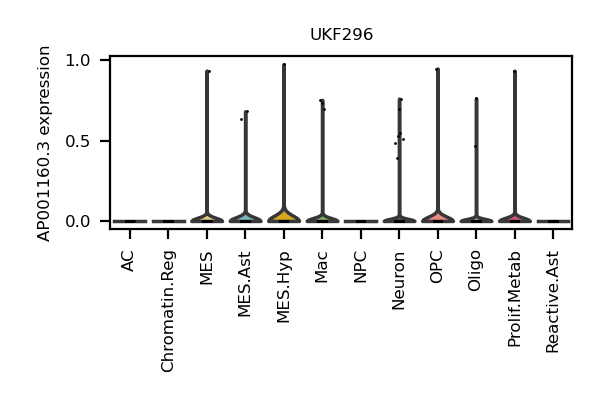 UKF296
AP001160.3 expression
1.0
0.5
0.0
AC
Chromatin.Reg
MES
MES.Ast
MES.Hyp
Mac
NPC
Neuron
OPC
Oligo
Prolif.Metab
Reactive.Ast